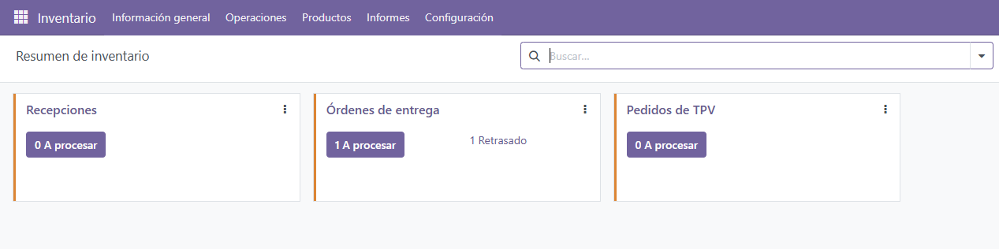 Inventario Información general Operaciones Productos Informes Configuración
Resumen de inventario Buscar...
Recepciones Órdenes de entrega Pedidos de TPV
0 A procesar 1 A procesar 1 Retrasado 0 A procesar